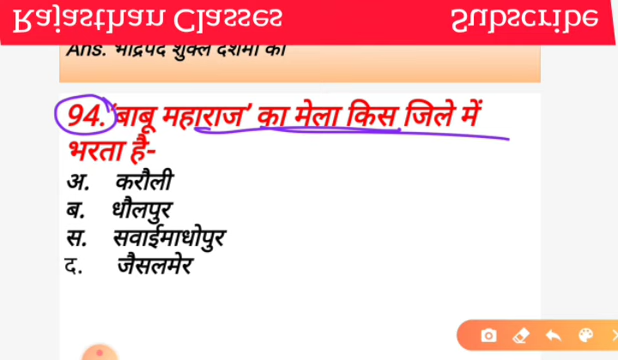 Rajasthan Classes Subscribe
Ans. भाद्रपद शुक्ल दशमी को
94. 'बाबू महाराज' का मेला किस जिले में
भरता है-
अ. करौली
ब. धौलपुर
स. सवाईमाधोपुर
द. जैसलमेर